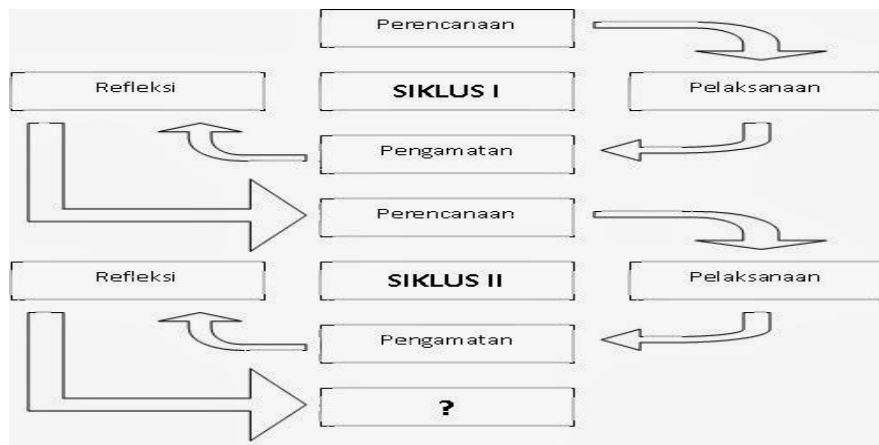 Perencanaan
Refleksi
SIKLUS I
Pelaksanaan
Pengamatan
Perencanaan
Refleksi
SIKLUS II
Pelaksanaan
Pengamatan
?